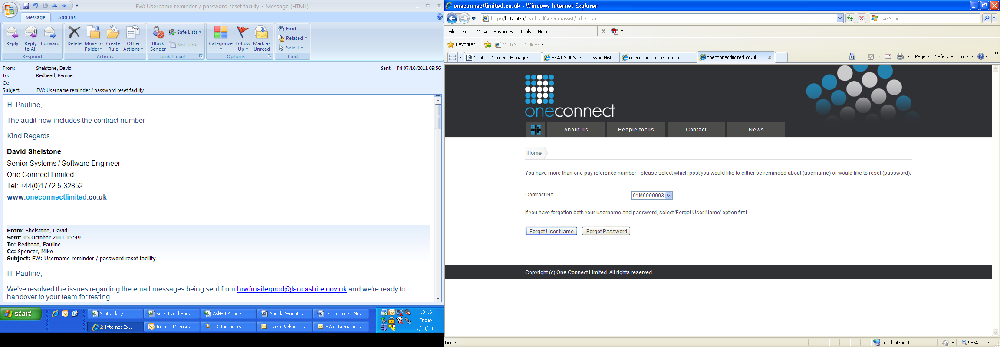 FW: Username reminder / password reset facility - Message (HTML)
Message Add-Ins
Reply
Reply to All
Forward
Respond
Delete
Move to Folder
Create Rule
Other Actions
Actions
Block Sender
Safe Lists
Not Junk
Junk E-mail
Categorize
Follow Up
Mark as Unread
Options
Find
Related
Select
Find
From: Shelstone, David
Sent: Fri 07/10/2011 09:56
To: Redhead, Pauline
Cc:
Subject: FW: Username reminder / password reset facility
Hi Pauline,
The audit now includes the contract number
Kind Regards
David Shelstone
Senior Systems / Software Engineer
One Connect Limited
Tel: +44(0)1772 5-32852
www.oneconnectlimited.co.uk
From: Shelstone, David
Sent: 05 October 2011 15:49
To: Redhead, Pauline
Cc: Spencer, Mike
Subject: FW: Username reminder / password reset facility
Hi Pauline,
We've resolved the issues regarding the email messages being sent from hrwfmailerprod@lancashire.gov.uk and we're ready to
handover to your team for testing
start
Stats_daily
Secret and Hun...
AskHR Agents
Angela Wright_...
Document2 - Mi...
2 Internet Ex...
Inbox - Microso...
13 Reminders
Claire Parker - ...
FW: Username ...
10:13
Friday
07/10/2011
oneconnectlimited.co.uk - Windows Internet Explorer
http://betaintra/oracleselfservice/assist/index.asp
Live Search
File Edit View Favorites Tools Help
Favorites
Web Slice Gallery
Contact Center - Manager - ...
HEAT Self Service: Issue Hist...
oneconnectlimited.co.uk
oneconnectlimited.co.uk
Page Safety Tools
oneconnect
About us People focus Contact News
Home
You have more than one pay reference number - please select which post you would like to either be reminded about (username) or would like to reset (password).
Contract No 01M6000003
If you have forgotten both your username and password, select 'Forgot User Name' option first
Forgot User Name Forgot Password
Copyright (c) One Connect Limited. All rights reserved.
Done
Local intranet
95%